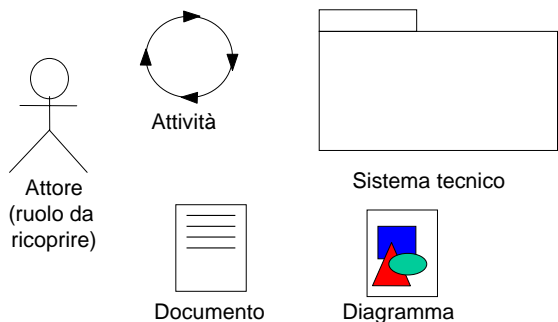 Attività
Attore
(ruolo da
ricoprire)
Sistema tecnico
Documento
Diagramma